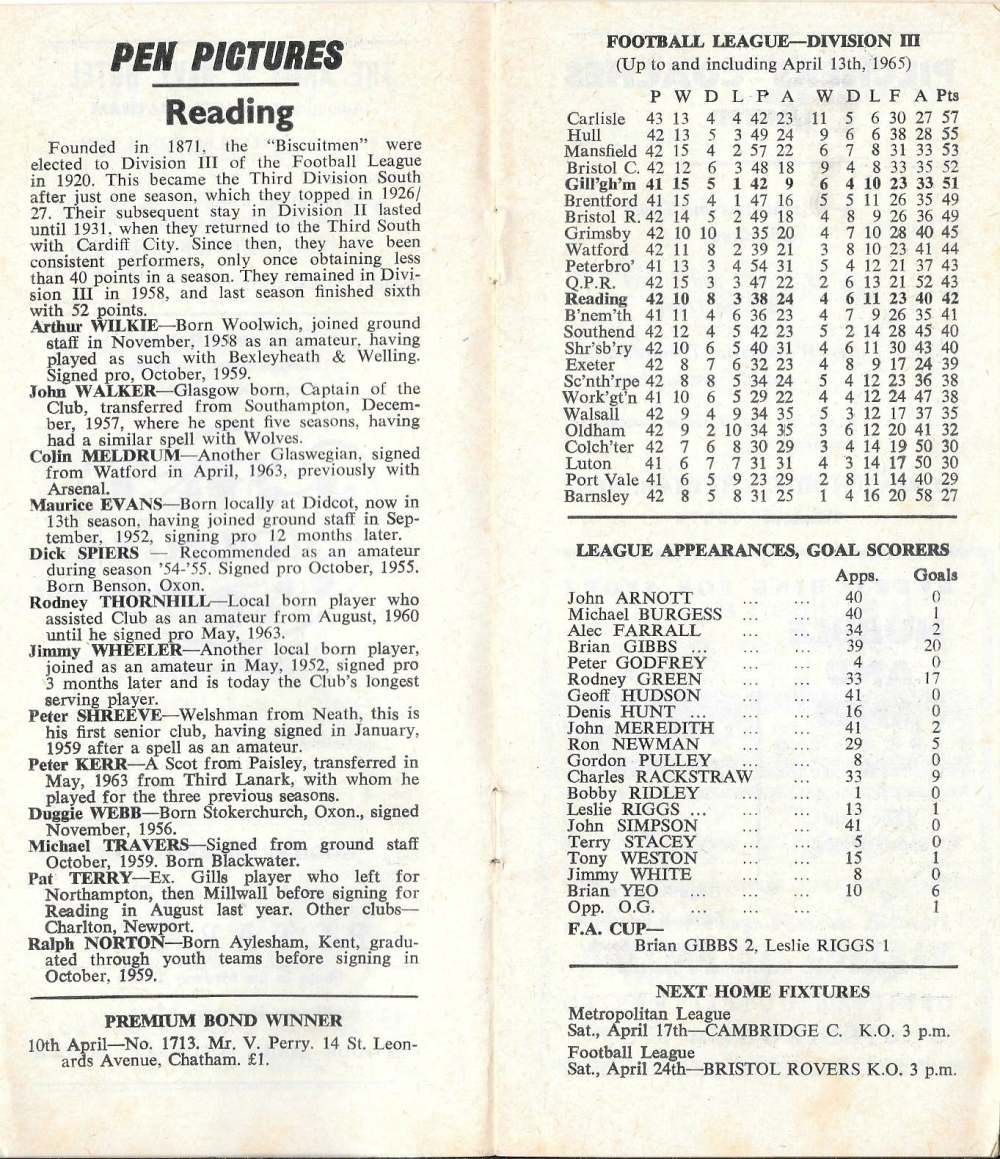 PEN PICTURES
Reading
Founded in 1871, the "Biscuitmen" were
elected to Division III of the Football League
in 1920. This became the Third Division South
after just one season, which they topped in 1926/
27. Their subsequent stay in Division II lasted
until 1931, when they returned to the Third South
with Cardiff City. Since then, they have been
consistent performers, only once obtaining less
than 40 points in a season. They remained in Divi-
sion III in 1958, and last season finished sixth
with 52 points.
Arthur WILKIE—Born Woolwich, joined ground
staff in November, 1958 as an amateur, having
played as such with Bexleyheath & Welling.
Signed pro, October, 1959.
John WALKER—Glasgow born, Captain of the
Club, transferred from Southampton, Decem-
ber, 1957, where he spent five seasons, having
had a similar spell with Wolves.
Colin MELDRUM—Another Glaswegian, signed
from Watford in April, 1963, previously with
Arsenal.
Maurice EVANS—Born locally at Didcot, now in
13th season, having joined ground staff in Sep-
tember, 1952, signing pro 12 months later.
Dick SPIERS — Recommended as an amateur
during season '54-'55. Signed pro October, 1955.
Born Benson, Oxon.
Rodney THORNHILL—Local born player who
assisted Club as an amateur from August, 1960
until he signed pro May, 1963.
Jimmy WHEELER—Another local born player,
joined as an amateur in May, 1952, signed pro
3 months later and is today the Club's longest
serving player.
Peter SHREEVE—Welshman from Neath, this is
his first senior club, having signed in January,
1959 after a spell as an amateur.
Peter KERR—A Scot from Paisley, transferred in
May, 1963 from Third Lanark, with whom he
played for the three previous seasons.
Duggie WEBB—Born Stokerchurch, Oxon., signed
November, 1956.
Michael TRAVERS—Signed from ground staff
October, 1959. Born Blackwater.
Pat TERRY—Ex. Gills player who left for
Northampton, then Millwall before signing for
Reading in August last year. Other clubs—
Charlton, Newport.
Ralph NORTON—Born Aylesham, Kent, gradu-
ated through youth teams before signing in
October, 1959.
PREMIUM BOND WINNER
10th April—No. 1713. Mr. V. Perry. 14 St. Leon-
ards Avenue, Chatham. £1.
FOOTBALL LEAGUE—DIVISION III
(Up to and including April 13th, 1965)
P W D L P A W D L F A Pts
Carlisle 43 13 4 4 42 23 11 5 6 30 27 57
Hull 42 13 5 3 49 24 9 6 6 38 28 55
Mansfield 42 15 4 2 57 22 6 7 8 31 33 53
Bristol C. 42 12 6 3 48 18 9 4 8 33 35 52
Gill'gh'm 41 15 5 1 42 9 6 4 10 23 33 51
Brentford 41 15 4 1 47 16 5 5 11 26 35 49
Bristol R. 42 14 5 2 49 18 4 8 9 26 36 49
Grimsby 42 10 10 1 35 20 4 7 10 28 40 45
Watford 42 11 8 2 39 21 3 8 10 23 41 44
Peterbro' 41 13 3 4 54 31 5 4 12 21 37 43
Q.P.R. 42 15 3 3 47 22 2 6 13 21 52 43
Reading 42 10 8 3 38 24 4 6 11 23 40 42
B'nem'th 41 11 4 6 36 23 4 7 9 26 35 41
Southend 42 12 4 5 42 23 5 2 14 28 45 40
Shr'sb'ry 42 10 6 5 40 31 4 6 11 30 43 40
Exeter 42 8 7 6 32 23 4 8 9 17 24 39
Sc'nth'rpe 42 8 8 5 34 24 5 4 12 23 36 38
Work'gt'n 41 10 6 5 29 22 4 4 12 24 47 38
Walsall 42 9 4 9 34 35 5 3 12 17 37 35
Oldham 42 9 2 10 34 35 3 6 12 20 41 32
Colch'ter 42 7 6 8 30 29 3 4 14 19 50 30
Luton 41 6 7 7 31 31 4 3 14 17 50 30
Port Vale 41 6 5 9 23 29 2 8 11 14 40 29
Barnsley 42 8 5 8 31 25 1 4 16 20 58 27
LEAGUE APPEARANCES, GOAL SCORERS
Apps. Goals
John ARNOTT ... ... 40 0
Michael BURGESS ... 40 1
Alec FARRALL ... ... 34 2
Brian GIBBS ... ... 39 20
Peter GODFREY ... ... 4 0
Rodney GREEN ... ... 33 17
Geoff HUDSON ... ... 41 0
Denis HUNT ... ... 16 0
John MEREDITH ... ... 41 2
Ron NEWMAN ... ... 29 5
Gordon PULLEY ... ... 8 0
Charles RACKSTRAW ... 33 9
Bobby RIDLEY ... ... 1 0
Leslie RIGGS ... ... 13 1
John SIMPSON ... ... 41 0
Terry STACEY ... ... 5 0
Tony WESTON ... ... 15 1
Jimmy WHITE ... ... 8 0
Brian YEO ... ... ... 10 6
Opp. O.G. ... ... ... 1
F.A. CUP—
Brian GIBBS 2, Leslie RIGGS 1
NEXT HOME FIXTURES
Metropolitan League
Sat., April 17th—CAMBRIDGE C. K.O. 3 p.m.
Football League
Sat., April 24th—BRISTOL ROVERS K.O. 3 p.m.